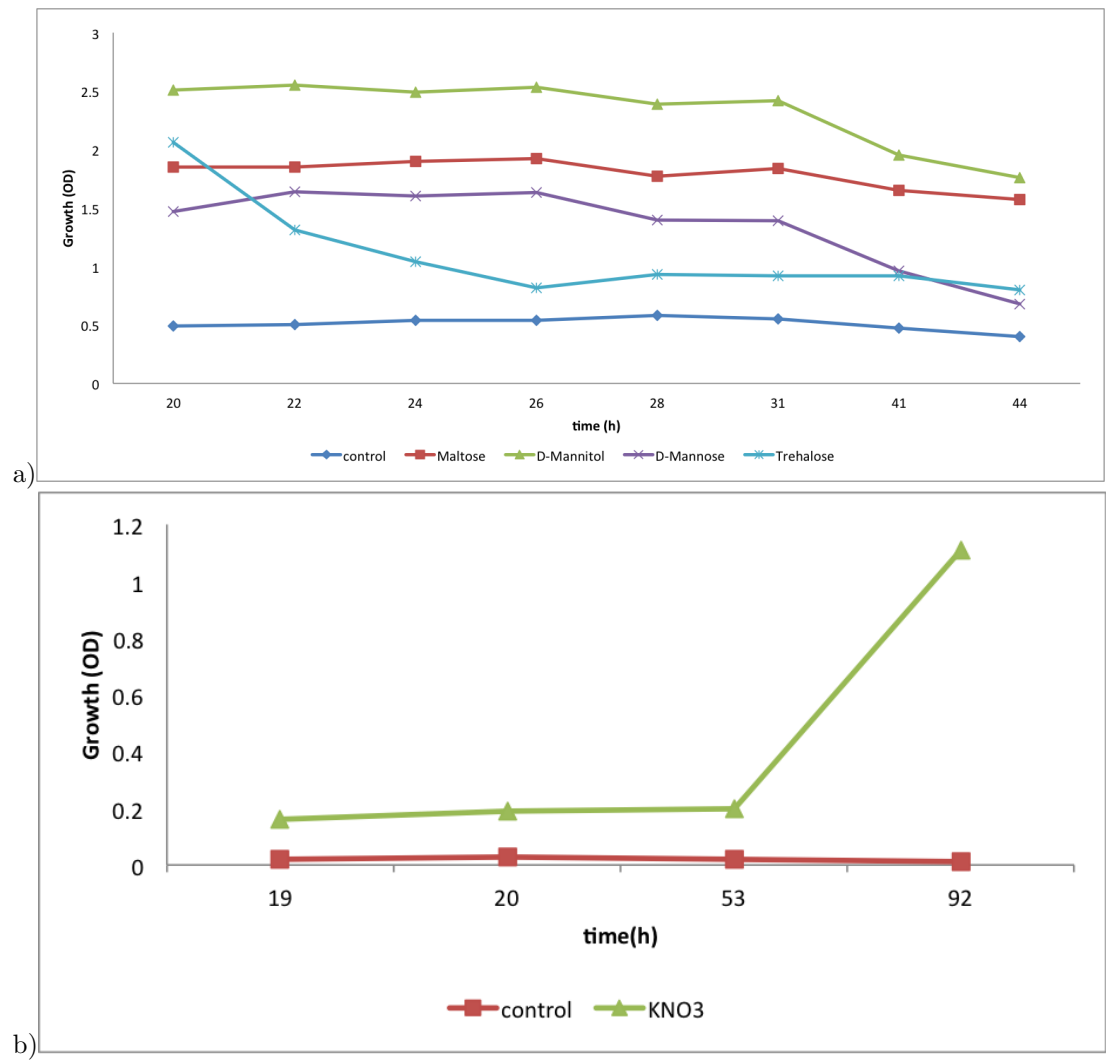 3
2.5
2
1.5
1
0.5
0
Growth (OD)
20 22 24 26 28 31 41 44
time (h)
control Maltose D-Mannitol D-Mannose Trehalose
a)
1.2
1
0.8
0.6
0.4
0.2
0
Growth (OD)
19 20 53 92
time(h)
control KNO3
b)